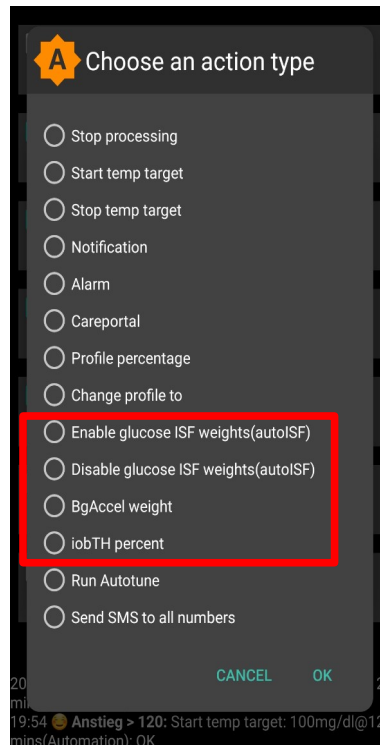 A Choose an action type
Stop processing
Start temp target
Stop temp target
Notification
Alarm
Careportal
Profile percentage
Change profile to
Enable glucose ISF weights(autoISF)
Disable glucose ISF weights(autoISF)
BgAccel weight
iobTH percent
Run Autotune
Send SMS to all numbers
CANCEL OK
20
19:54 😊 Anstieg > 120: Start temp target: 100mg/dl@12
mins(Automation): OK